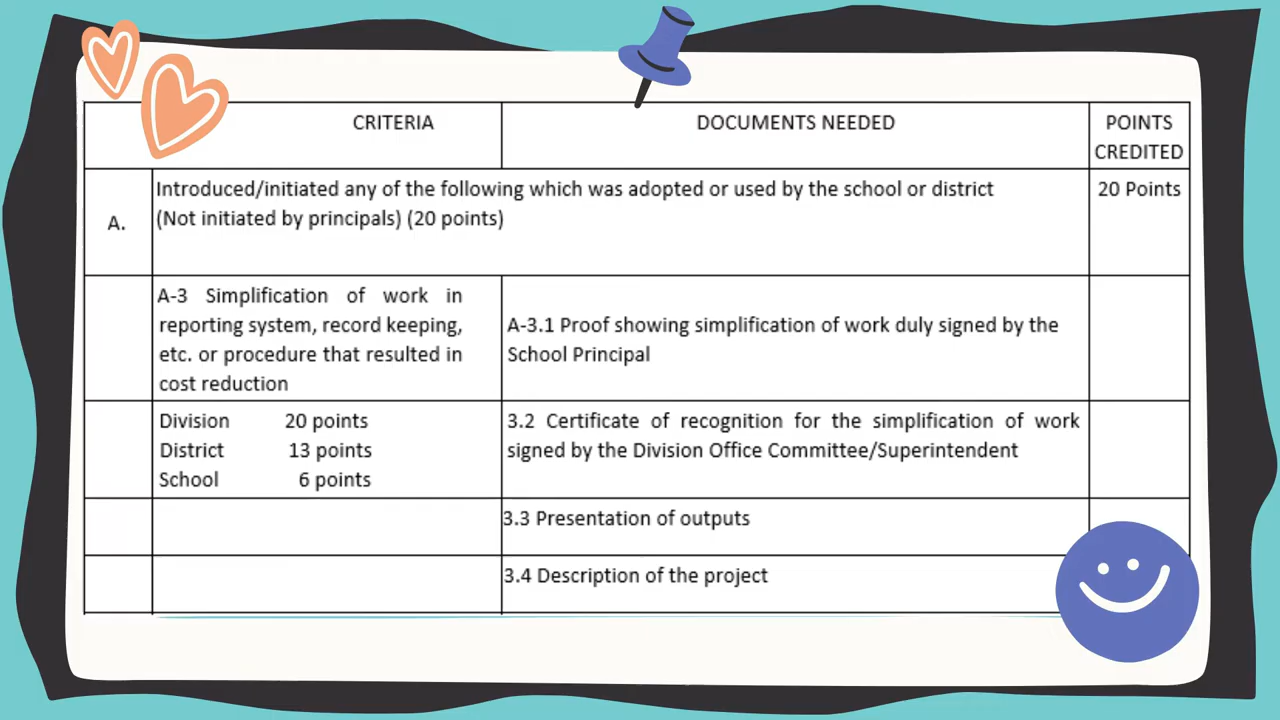 CRITERIA
DOCUMENTS NEEDED
POINTS
CREDITED
A.
Introduced/initiated any of the following which was adopted or used by the school or district
(Not initiated by principals) (20 points)
20 Points
A-3 Simplification of work in
reporting system, record keeping,
etc. or procedure that resulted in
cost reduction
A-3.1 Proof showing simplification of work duly signed by the
School Principal
Division 20 points
District 13 points
School 6 points
3.2 Certificate of recognition for the simplification of work
signed by the Division Office Committee/Superintendent
3.3 Presentation of outputs
3.4 Description of the project